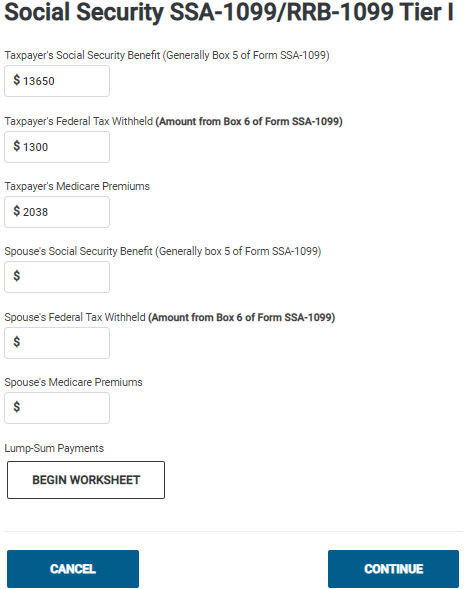 Social Security SSA-1099/RRB-1099 Tier I
Taxpayer's Social Security Benefit (Generally Box 5 of Form SSA-1099)
$ 13650
Taxpayer's Federal Tax Withheld (Amount from Box 6 of Form SSA-1099)
$ 1300
Taxpayer's Medicare Premiums
$ 2038
Spouse's Social Security Benefit (Generally box 5 of Form SSA-1099)
$
Spouse's Federal Tax Withheld (Amount from Box 6 of Form SSA-1099)
$
Spouse's Medicare Premiums
$
Lump-Sum Payments
BEGIN WORKSHEET
CANCEL CONTINUE